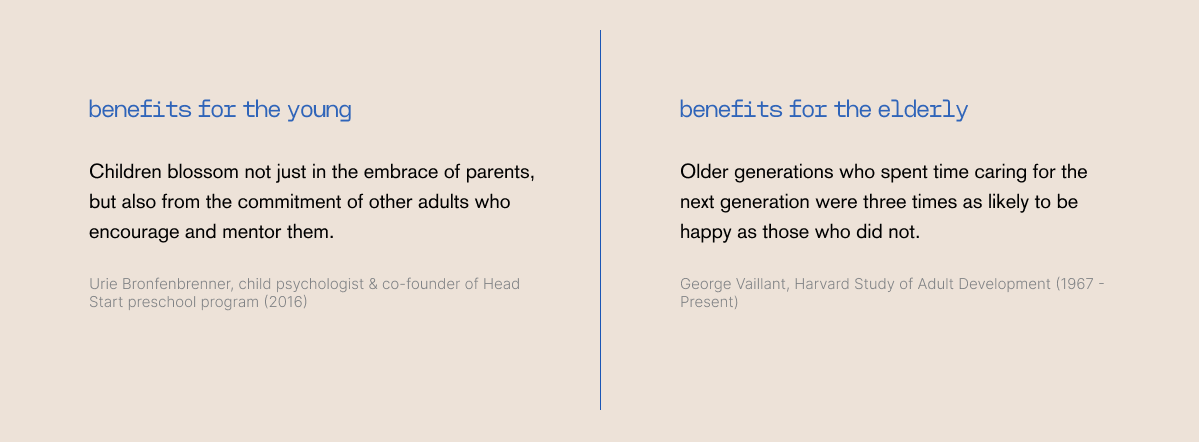 benefits for the young
Children blossom not just in the embrace of parents,
but also from the commitment of other adults who
encourage and mentor them.
Urie Bronfenbrenner, child psychologist & co-founder of Head
Start preschool program (2016)
benefits for the elderly
Older generations who spent time caring for the
next generation were three times as likely to be
happy as those who did not.
George Vaillant, Harvard Study of Adult Development (1967 -
Present)